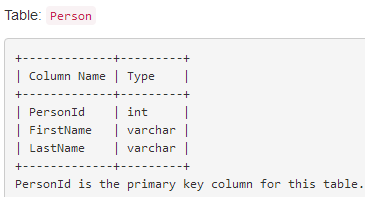 Table: Person
+-------------+---------+
| Column Name | Type    |
+-------------+---------+
| PersonId    | int     |
| FirstName   | varchar |
| LastName    | varchar |
+-------------+---------+
PersonId is the primary key column for this table.